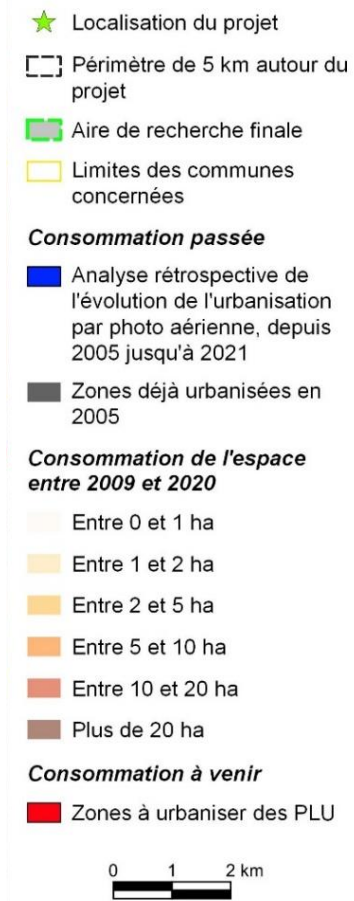 Localisation du projet
Périmètre de 5 km autour du
projet
Aire de recherche finale
Limites des communes
concernées
Consommation passée
Analyse rétrospective de
l'évolution de l'urbanisation
par photo aérienne, depuis
2005 jusqu'à 2021
Zones déjà urbanisées en
2005
Consommation de l'espace
entre 2009 et 2020
Entre 0 et 1 ha
Entre 1 et 2 ha
Entre 2 et 5 ha
Entre 5 et 10 ha
Entre 10 et 20 ha
Plus de 20 ha
Consommation à venir
Zones à urbaniser des PLU
0 1 2 km